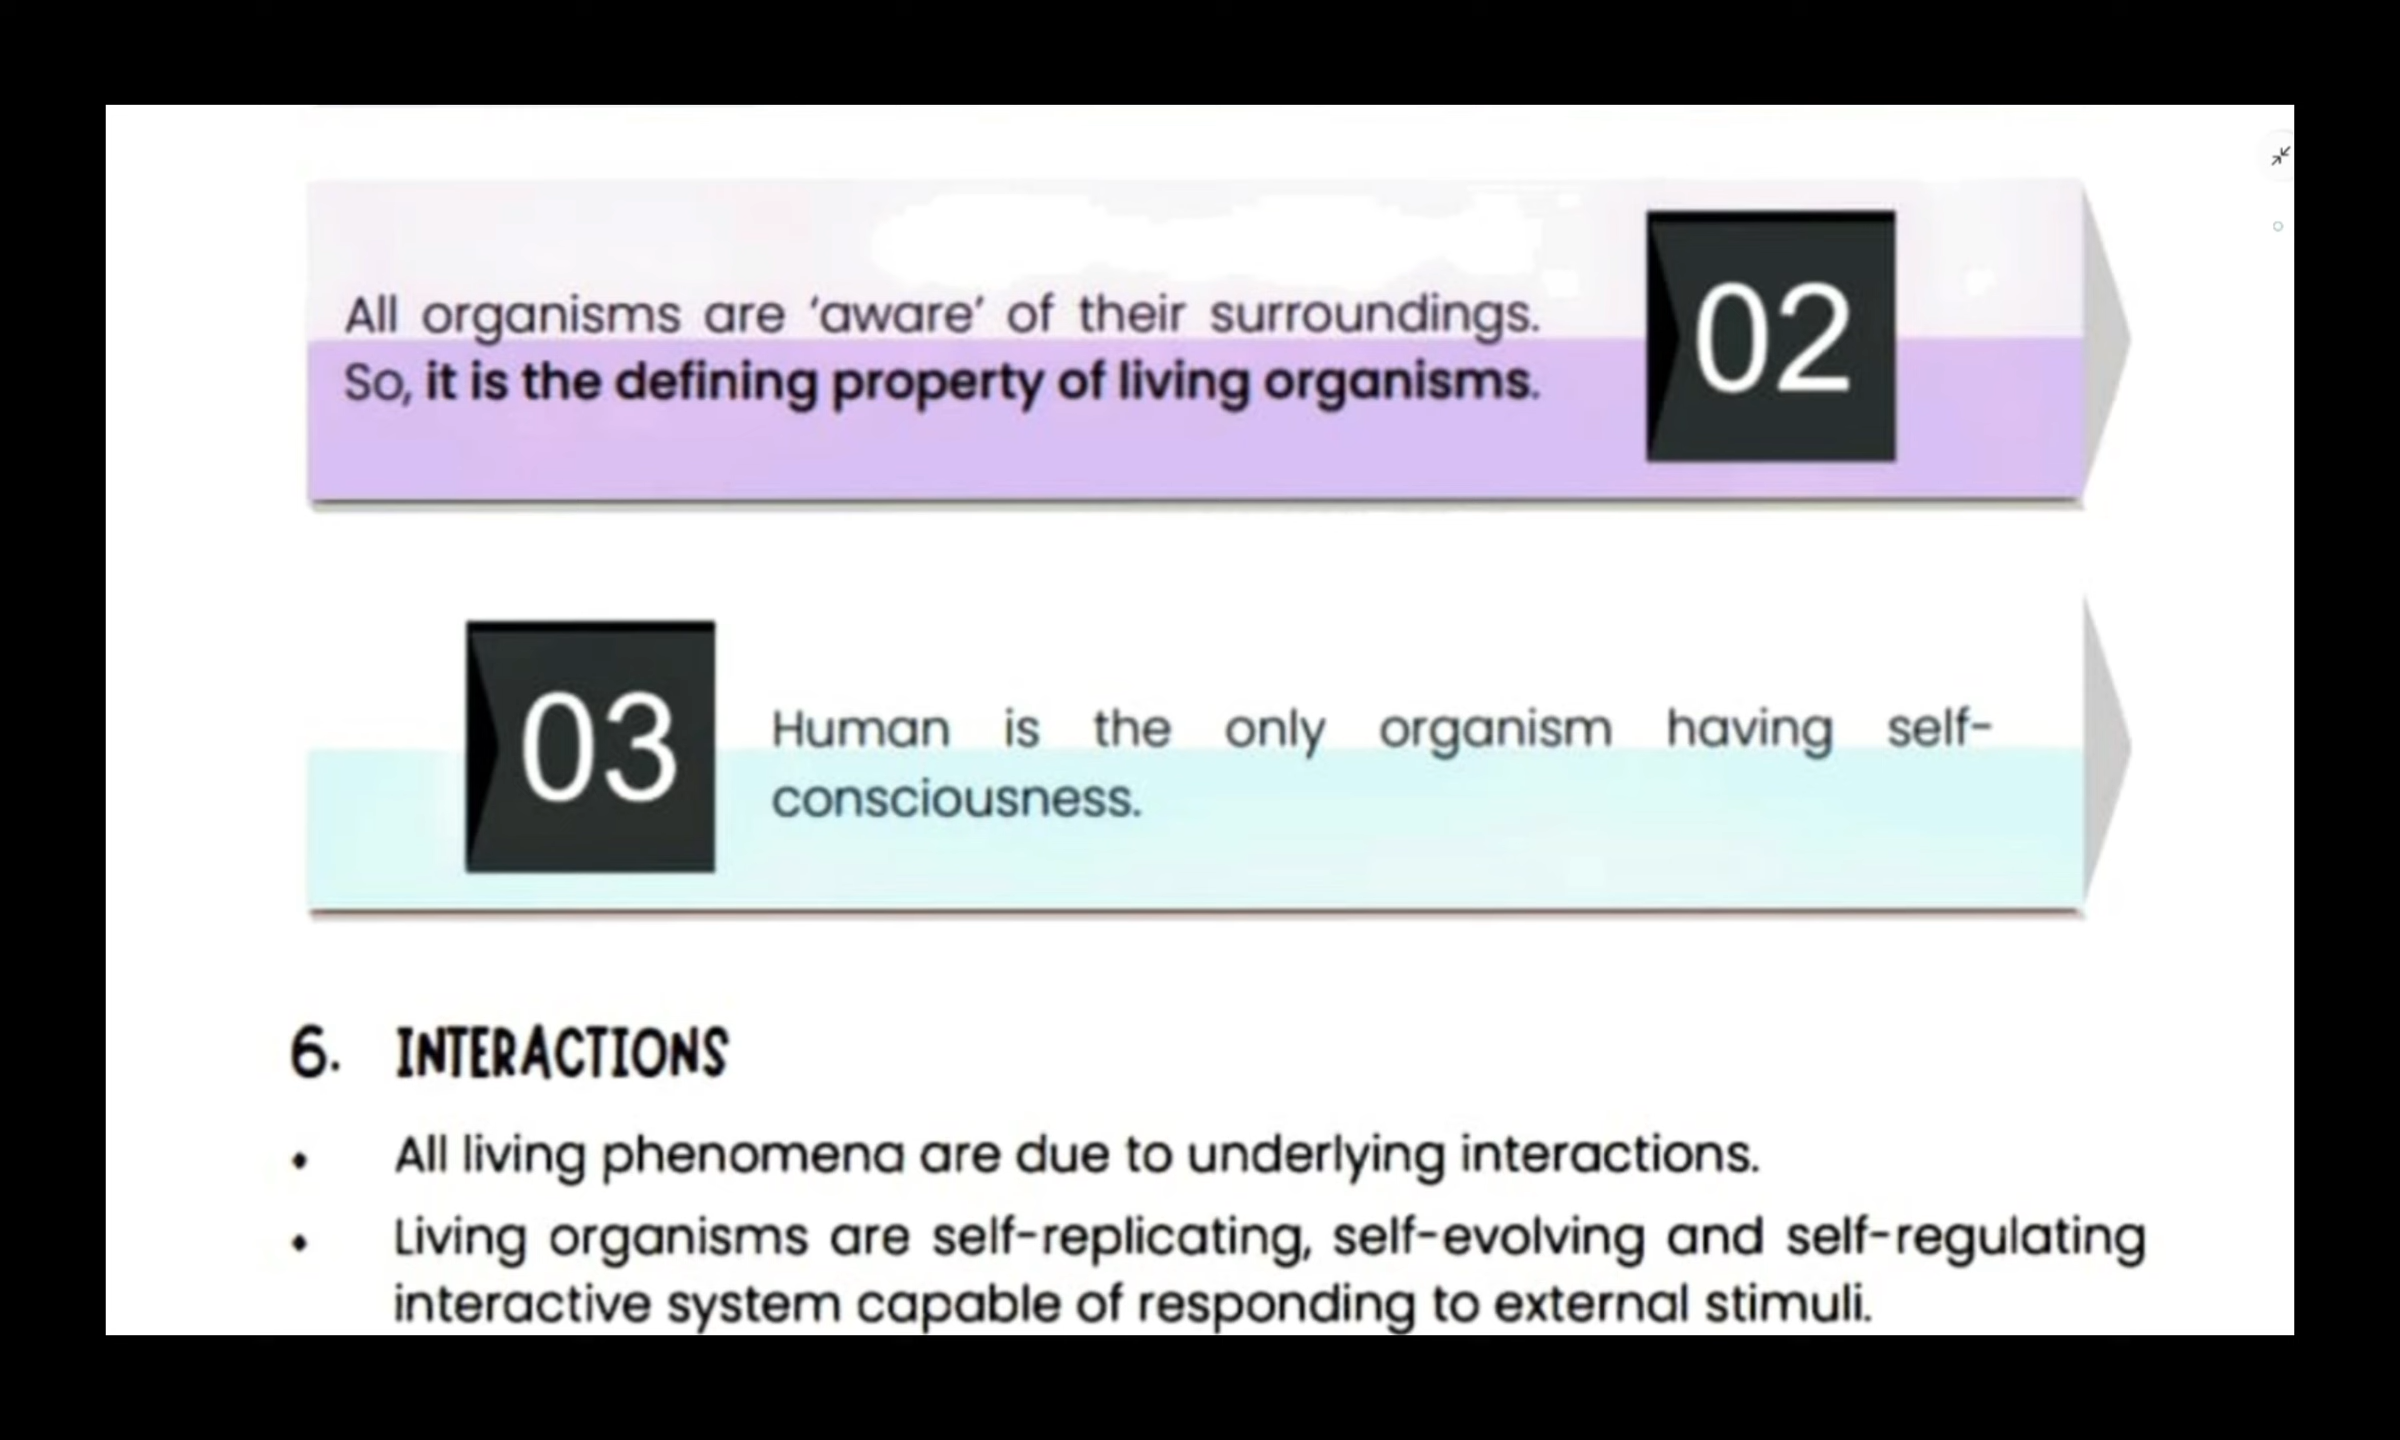 All organisms are ‘aware’ of their surroundings.
So, it is the defining property of living organisms.
02
03
Human is the only organism having self-
consciousness.
6. INTERACTIONS
• All living phenomena are due to underlying interactions.
• Living organisms are self-replicating, self-evolving and self-regulating
interactive system capable of responding to external stimuli.